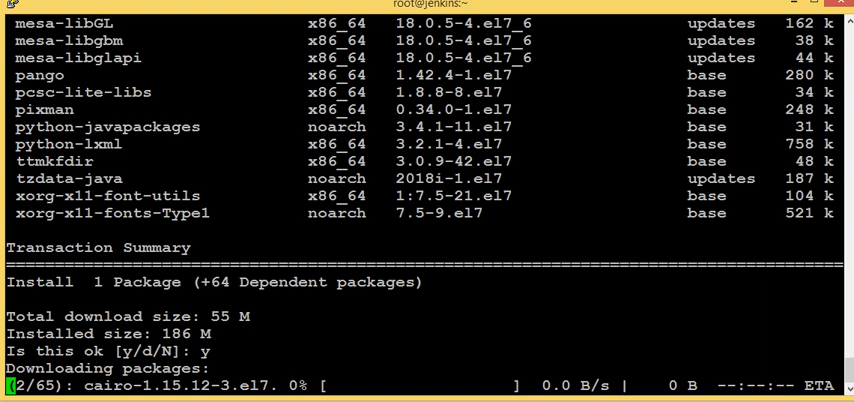 root@jenkins:~
mesa-libGL x86_64 18.0.5-4.el7_6 updates 162 k
mesa-libgbm x86_64 18.0.5-4.el7_6 updates 38 k
mesa-libglapi x86_64 18.0.5-4.el7_6 updates 44 k
pango x86_64 1.42.4-1.el7 base 280 k
pcsc-lite-libs x86_64 1.8.8-8.el7 base 34 k
pixman x86_64 0.34.0-1.el7 base 248 k
python-javapackages noarch 3.4.1-11.el7 base 31 k
python-lxml x86_64 3.2.1-4.el7 base 758 k
ttmkfdir x86_64 3.0.9-42.el7 base 48 k
tzdata-java noarch 2018i-1.el7 updates 187 k
xorg-x11-font-utils x86_64 1:7.5-21.el7 base 104 k
xorg-x11-fonts-Type1 noarch 7.5-9.el7 base 521 k
Transaction Summary
================================================================================
Install 1 Package (+64 Dependent packages)
Total download size: 55 M
Installed size: 186 M
Is this ok [y/d/N]: y
Downloading packages:
(2/65): cairo-1.15.12-3.el7. 0% [ ] 0.0 B/s | 0 B --:--:-- ETA